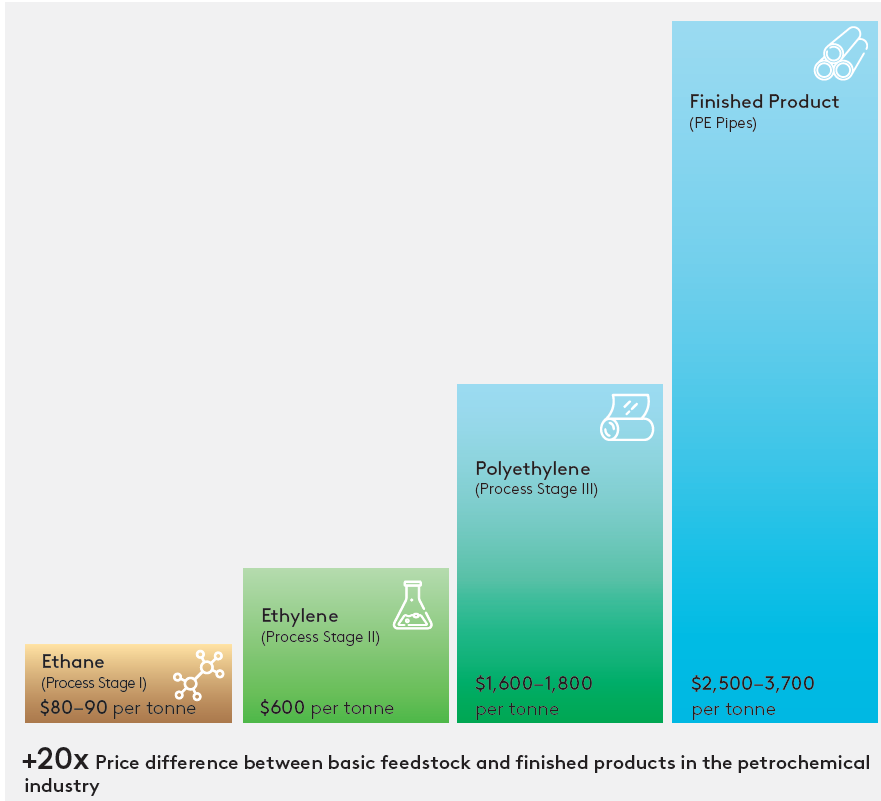 Finished Product
(PE Pipes)
Polyethylene
(Process Stage III)
Ethylene
(Process Stage II)
Ethane
(Process Stage I)
$80–90 per tonne
$600 per tonne
$1,600–1,800
per tonne
$2,500–3,700
per tonne
+20x Price difference between basic feedstock and finished products in the petrochemical
industry